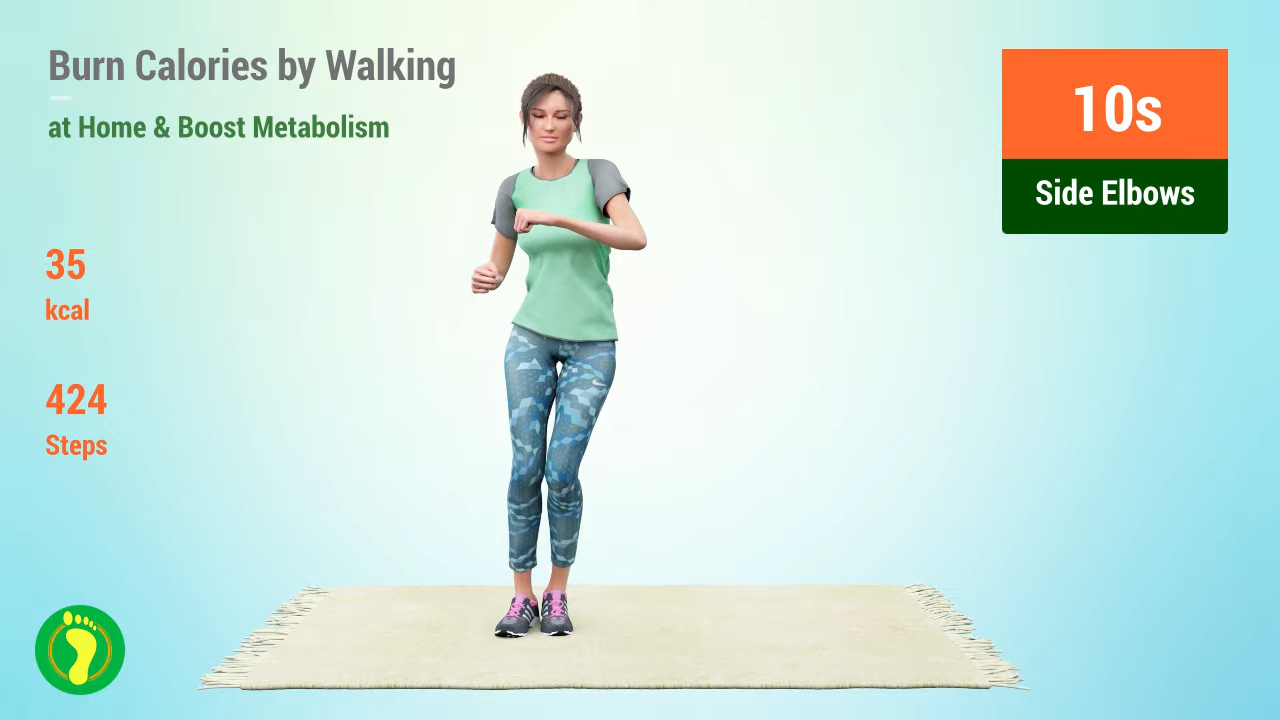 Burn Calories by Walking
at Home & Boost Metabolism
10s
Side Elbows
35
kcal
424
Steps